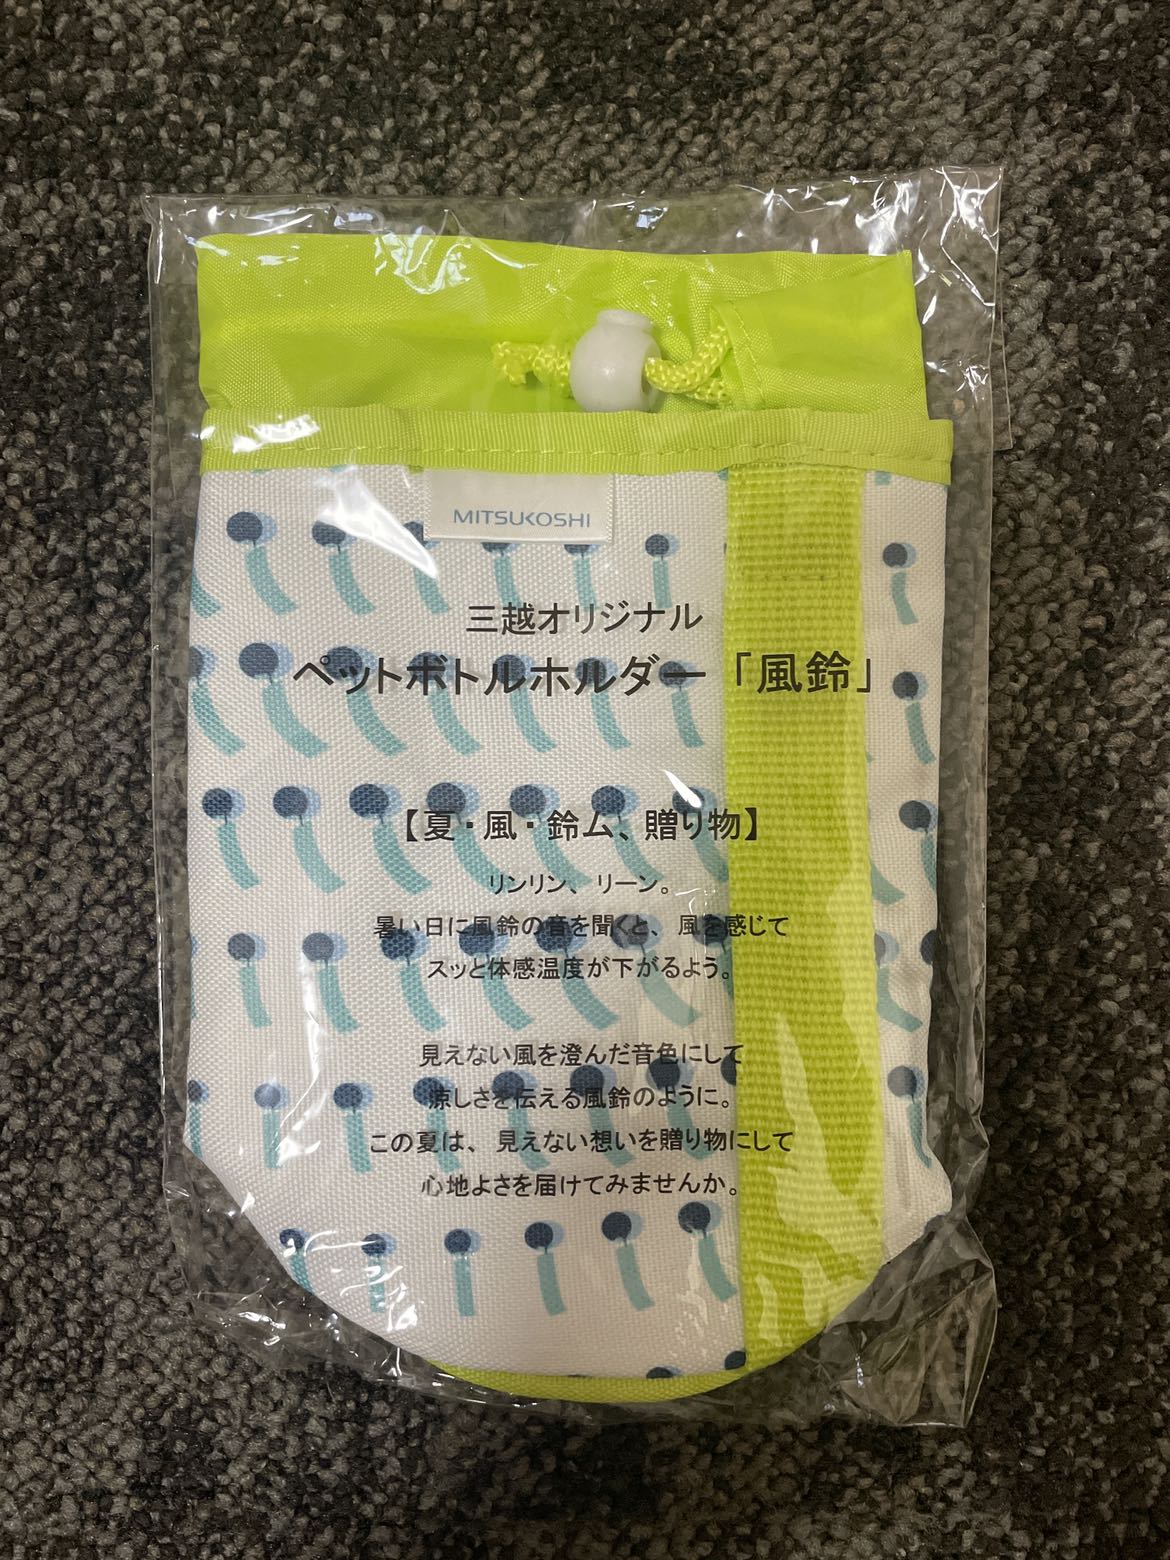 MITSUKOSHI
三越オリジナル
ペットボトルホルダー「風鈴」
【夏・風・鈴ム、贈り物】
リンリン、リーン。
暑い日に風鈴の音を聞くと、風を感じて
スッと体感温度が下がるよう。
見えない風を澄んだ音色にして
涼しさを伝える風鈴のように。
この夏は、見えない想いを贈り物にして
心地よさを届けてみませんか。